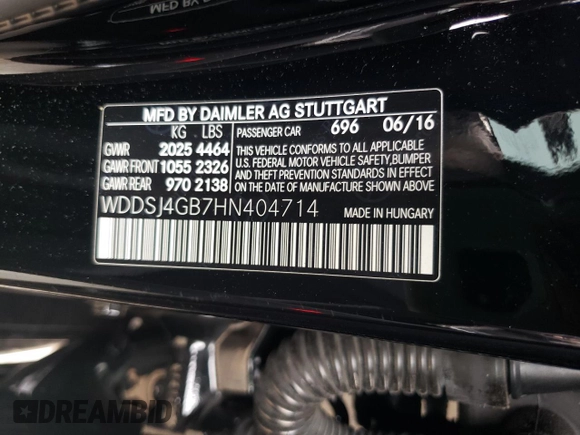 MFD BY DAIMLER AG STUTTGART
KG LBS PASSENGER CAR 696 06/16
GVWR 2025 4464 THIS VEHICLE CONFORMS TO ALL APPLICABLE
GAWR FRONT 1055 2326 U.S. FEDERAL MOTOR VEHICLE SAFETY, BUMPER
GAWR REAR 970 2138 AND THEFT PREVENTION STANDARDS IN EFFECT
ON THE DATE OF MANUFACTURE SHOWN ABOVE
WDDSJ4GB7HN404714 MADE IN HUNGARY
DREAMBID